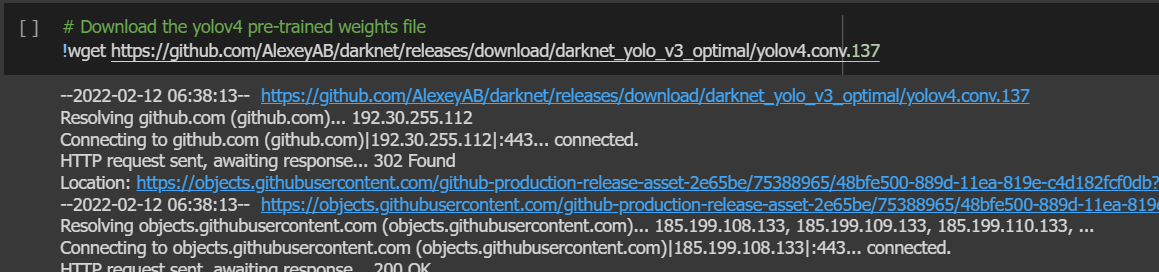 [ ] # Download the yolov4 pre-trained weights file
!wget https://github.com/AlexeyAB/darknet/releases/download/darknet_yolo_v3_optimal/yolov4.conv.137
--2022-02-12 06:38:13-- https://github.com/AlexeyAB/darknet/releases/download/darknet_yolo_v3_optimal/yolov4.conv.137
Resolving github.com (github.com)... 192.30.255.112
Connecting to github.com (github.com)|192.30.255.112|:443... connected.
HTTP request sent, awaiting response... 302 Found
Location: https://objects.githubusercontent.com/github-production-release-asset-2e65be/75388965/48bfe500-889d-11ea-819e-c4d182fcf0db?
--2022-02-12 06:38:13-- https://objects.githubusercontent.com/github-production-release-asset-2e65be/75388965/48bfe500-889d-11ea-819e
Resolving objects.githubusercontent.com (objects.githubusercontent.com)... 185.199.108.133, 185.199.109.133, 185.199.110.133, ...
Connecting to objects.githubusercontent.com (objects.githubusercontent.com)|185.199.108.133|:443... connected.
HTTP request sent, awaiting response... 200 OK